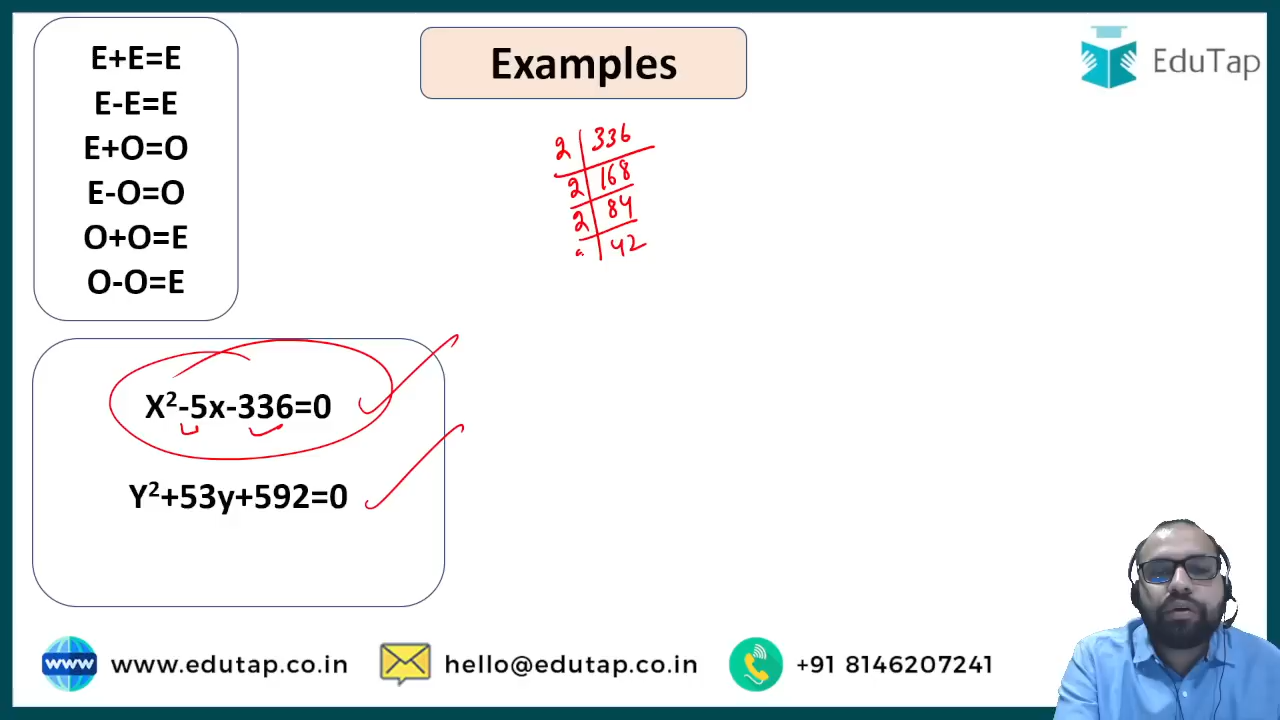 E+E=E
E-E=E
E+O=O
E-O=O
O+O=E
O-O=E
Examples
EduTap
2 | 336
2 | 168
2 | 84
| 42
X²-5x-336=0
Y²+53y+592=0
www www.edutap.co.in
hello@edutap.co.in
+91 8146207241